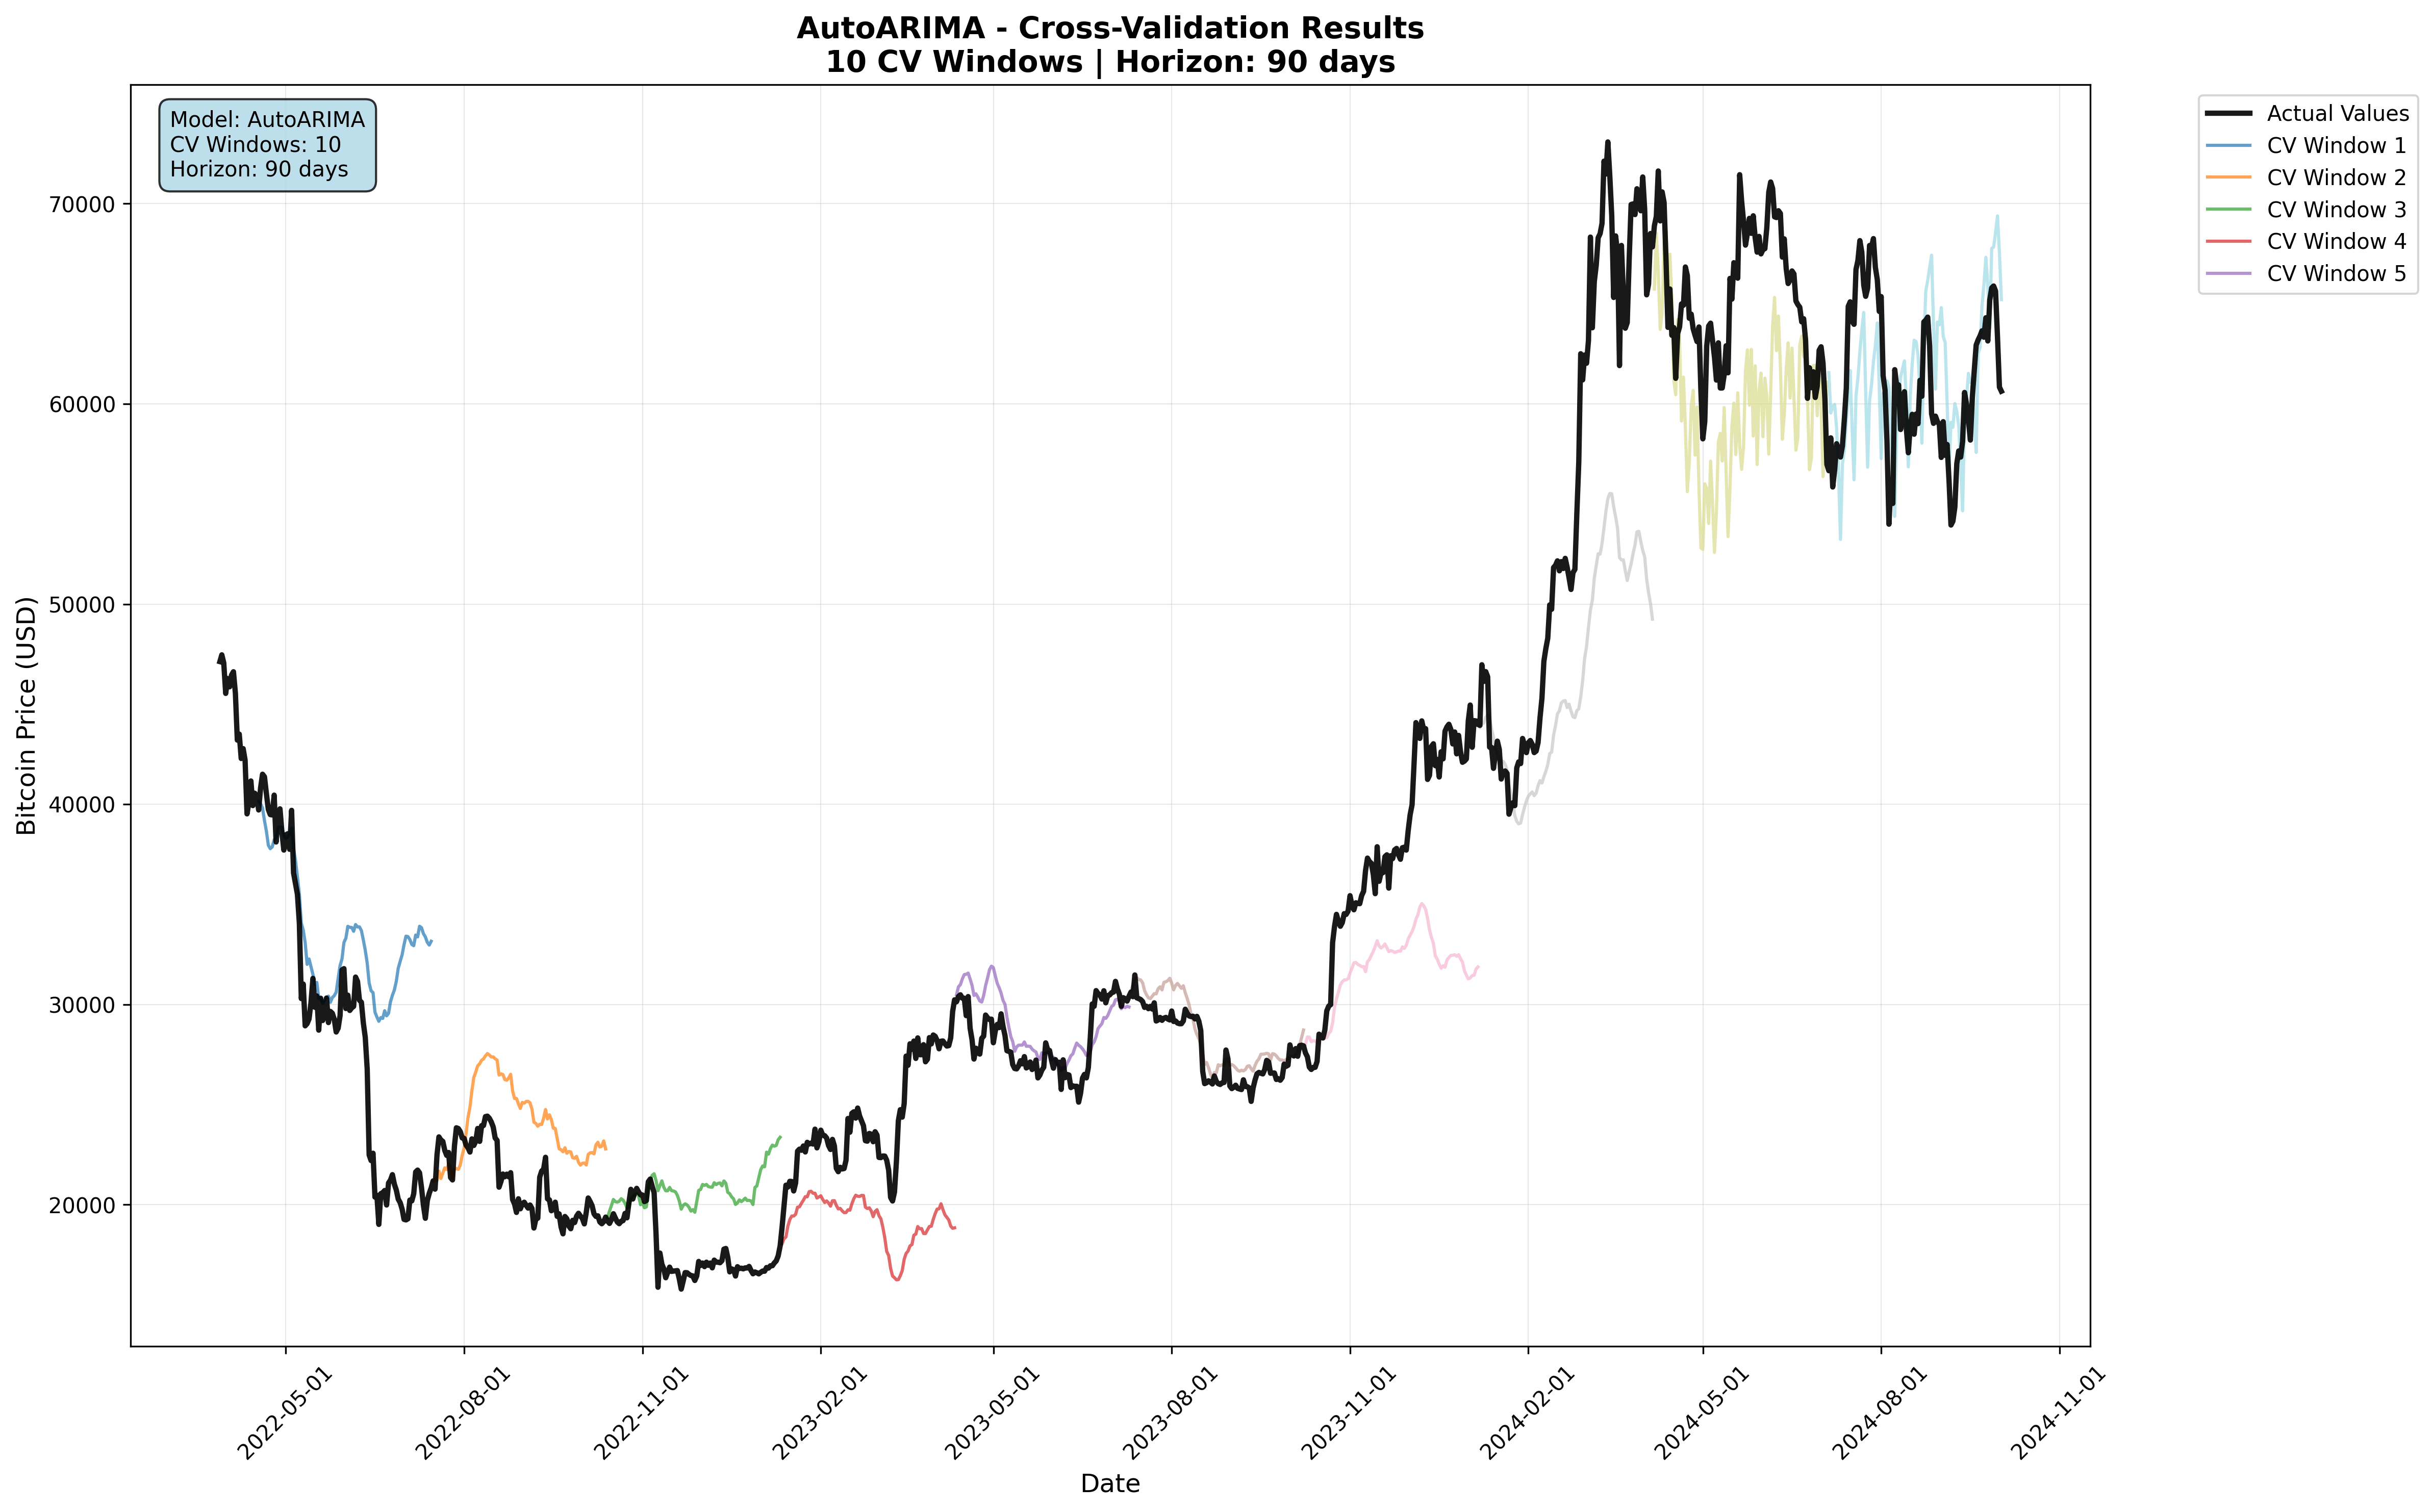 AutoARIMA - Cross-Validation Results
10 CV Windows | Horizon: 90 days
Model: AutoARIMA
CV Windows: 10
Horizon: 90 days
Actual Values
CV Window 1
CV Window 2
CV Window 3
CV Window 4
CV Window 5
Bitcoin Price (USD)
70000
60000
50000
40000
30000
20000
2022-05-01
2022-08-01
2022-11-01
2023-02-01
2023-05-01
2023-08-01
2023-11-01
2024-02-01
2024-05-01
2024-08-01
2024-11-01
Date